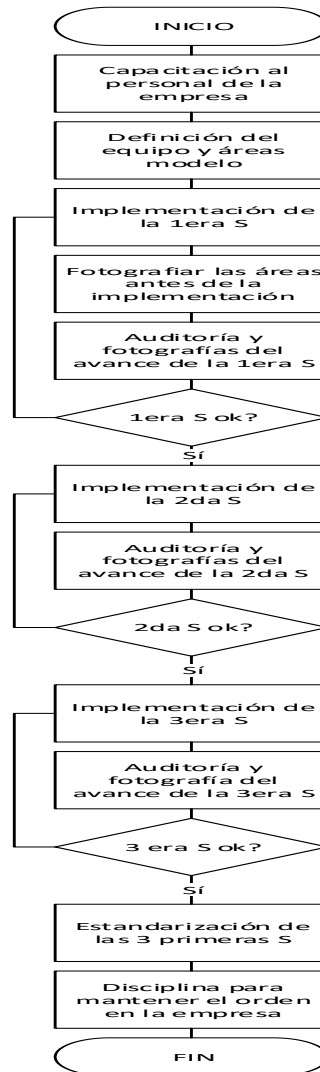 INICIO
Capacitación al
personal de la
empresa
Definición del
equipo y áreas
modelo
Implementación de
la 1era S
Fotografiar las áreas
antes de la
implementación
Auditoría y
fotografías del
avance de la 1era S
1era S ok?
Sí
Implementación de
la 2da S
Auditoría y
fotografías del
avance de la 2da S
2da S ok?
Sí
Implementación de
la 3era S
Auditoría y
fotografía del
avance de la 3era S
3 era S ok?
Sí
Estandarización de
las 3 primeras S
Disciplina para
mantener el orden
en la empresa
FIN